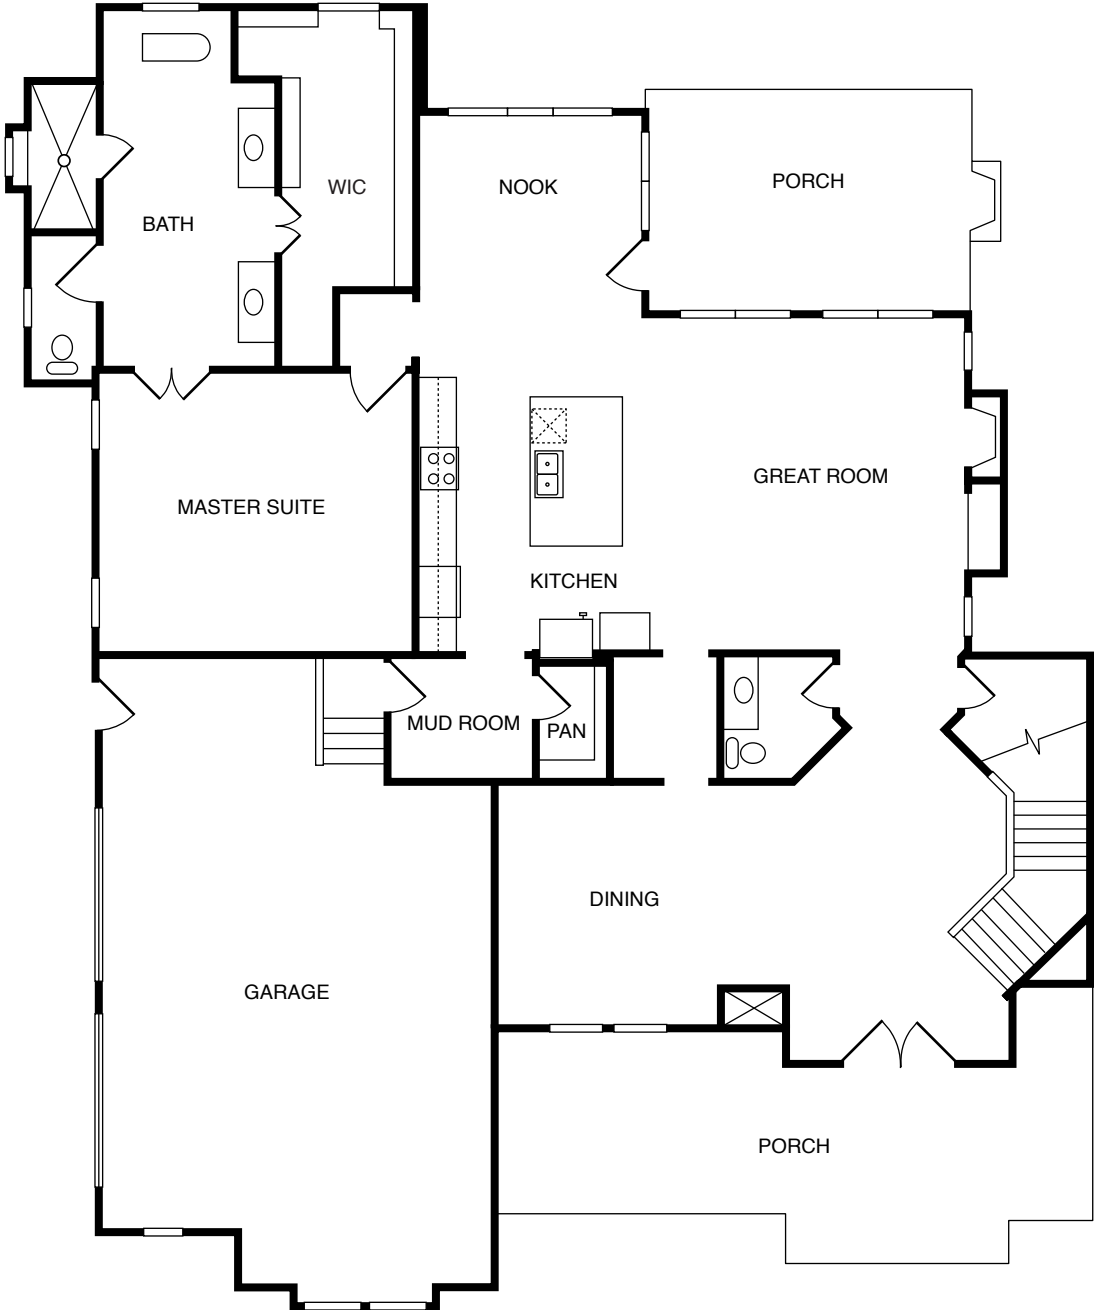 PORCH
NOOK
WIC
BATH
GREAT ROOM
MASTER SUITE
KITCHEN
MUD ROOM
PAN
DINING
GARAGE
PORCH